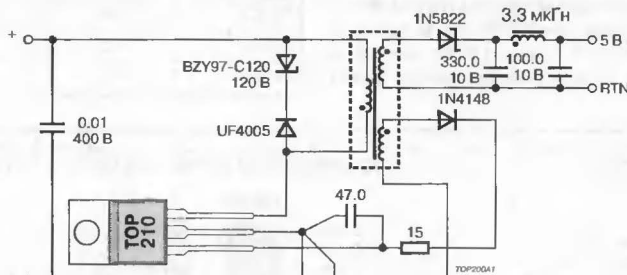 1N5822
3.3 мкГн
+
5 В
BZY97-C120
120 В
330.0
10 В
100.0
10 В
RTN
0,01
400 В
UF4005
1N4148
47.0
TOP
210
15
TOP200A1